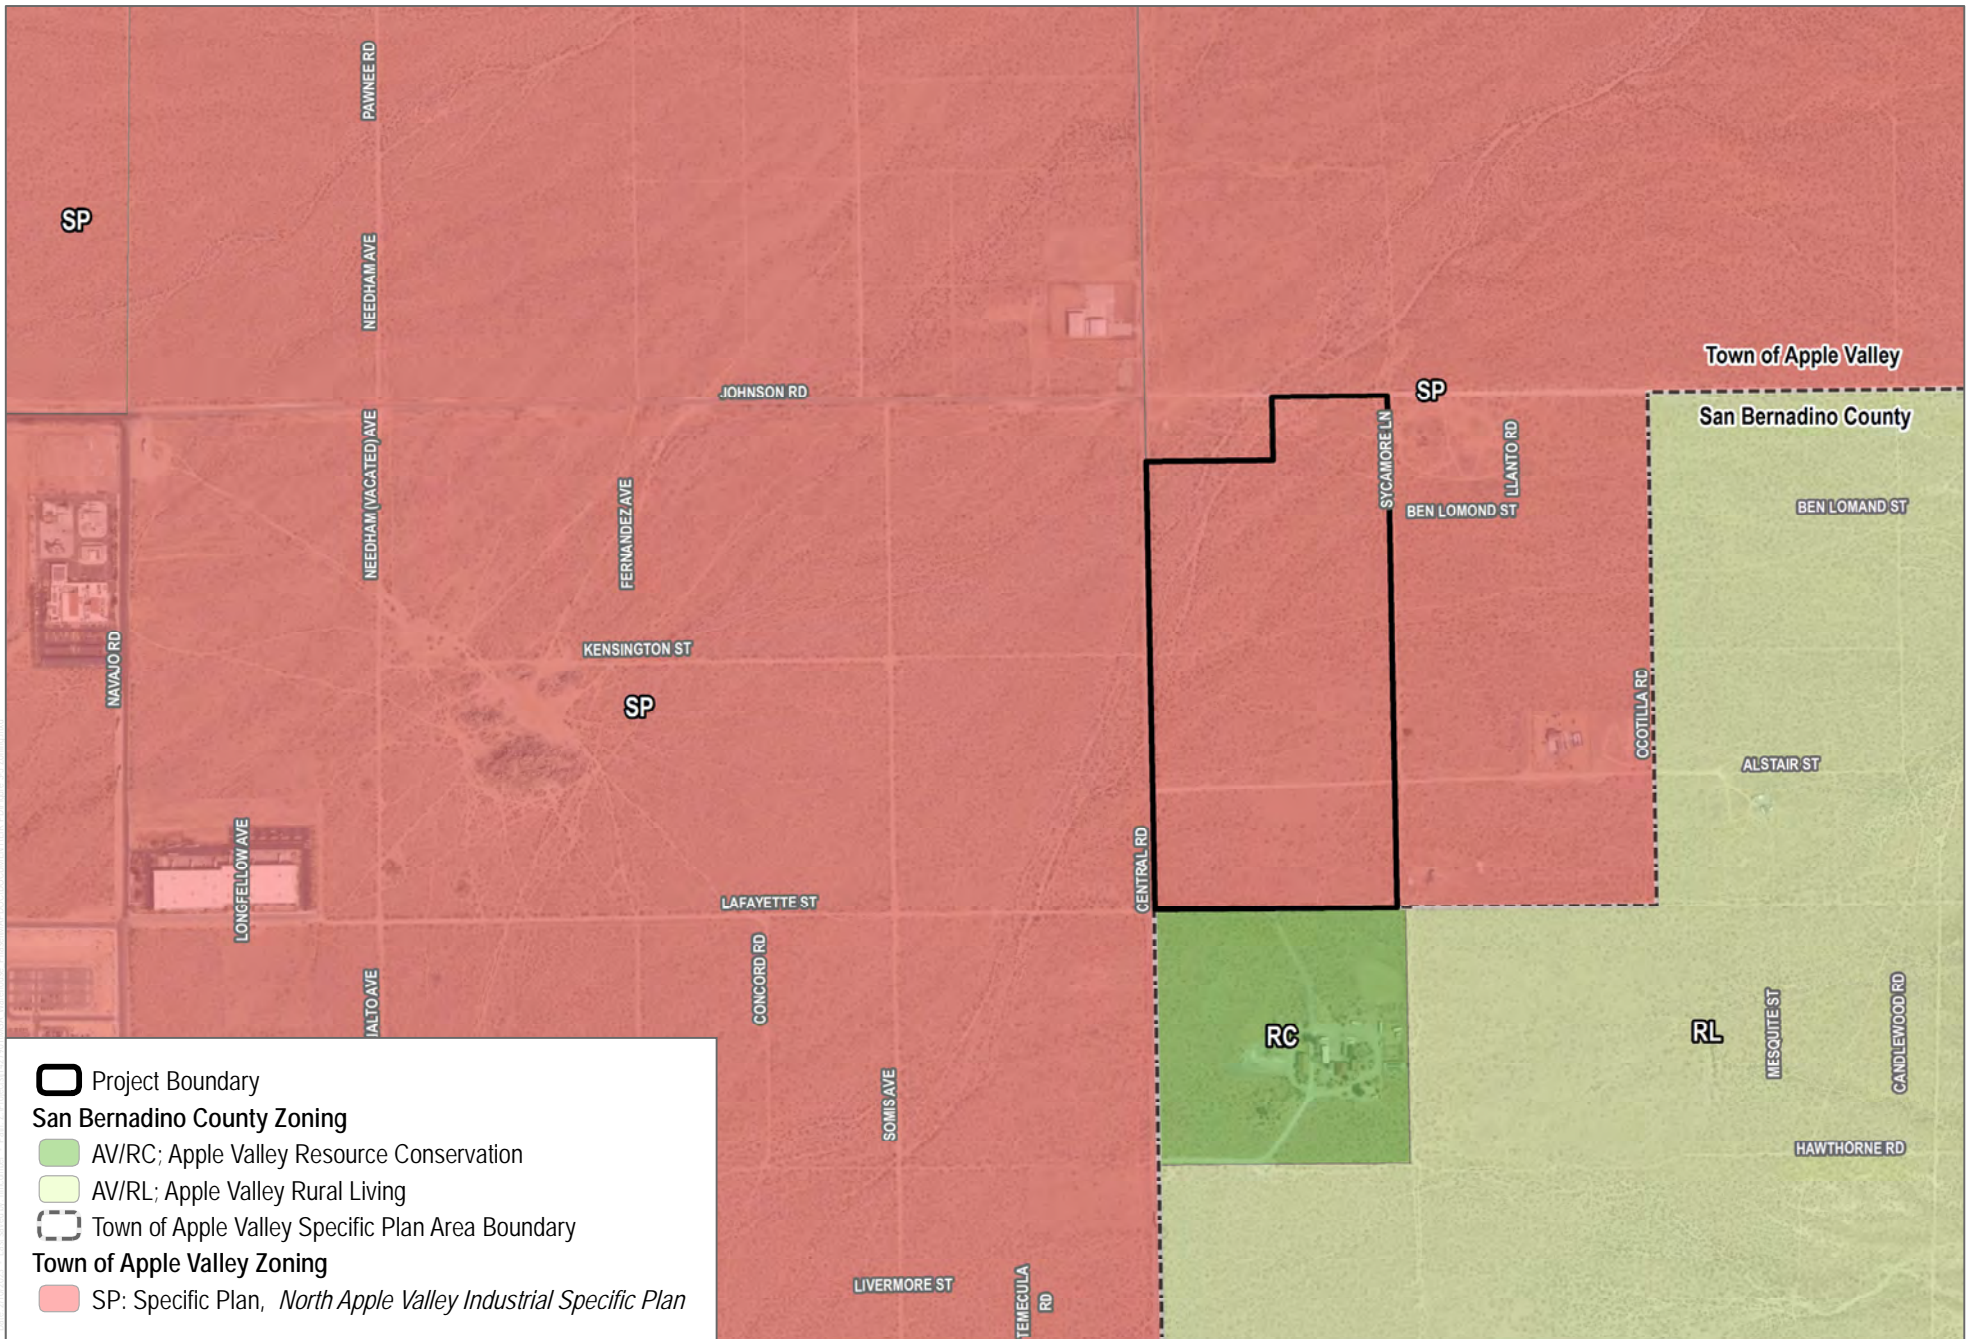 PAWNEE RD
SP
NEEDHAM AVE
Town of Apple Valley
JOHNSON RD
SP
San Bernadino County
NEEDHAM (VACATED) AVE
SYCAMORE LN
LLANTO RD
FERNANDEZ AVE
BEN LOMOND ST
BEN LOMAND ST
NAVAJO RD
KENSINGTON ST
SP
OCOTILLA RD
ALSTAIR ST
LONGFELLOW AVE
CENTRAL RD
LAFAYETTE ST
CONCORD RD
IALTO AVE
RC
RL
MESQUITE ST
CANDLEWOOD RD
SOMIS AVE
HAWTHORNE RD
LIVERMORE ST
TEMECULA
RD
Project Boundary
San Bernadino County Zoning
AV/RC; Apple Valley Resource Conservation
AV/RL; Apple Valley Rural Living
Town of Apple Valley Specific Plan Area Boundary
Town of Apple Valley Zoning
SP: Specific Plan, North Apple Valley Industrial Specific Plan